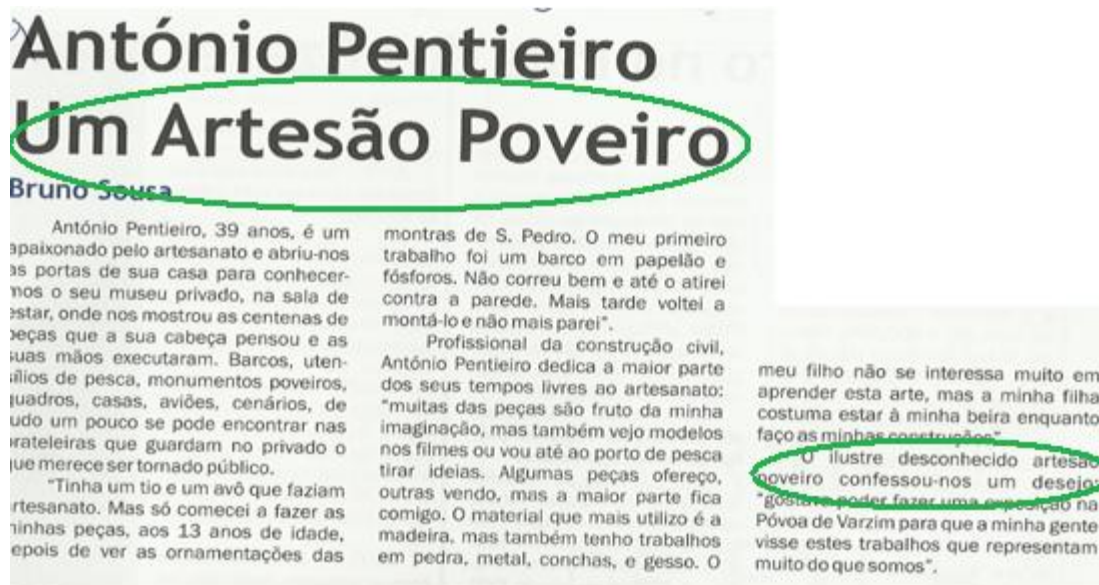 António Pentieiro
Um Artesão Poveiro
Bruno Sousa
António Pentieiro, 39 anos, é um
apaixonado pelo artesanato e abriu-nos
as portas de sua casa para conhecer-
mos o seu museu privado, na sala de
estar, onde nos mostrou as centenas de
peças que a sua cabeça pensou e as
suas mãos executaram. Barcos, uten-
sílios de pesca, monumentos poveiros,
quadros, casas, aviões, cenários, de
tudo um pouco se pode encontrar nas
prateleiras que guardam no privado o
que merece ser tornado público.
"Tinha um tio e um avô que faziam
artesanato. Mas só comecei a fazer as
minhas peças, aos 13 anos de idade,
depois de ver as ornamentações das
montras de S. Pedro. O meu primeiro
trabalho foi um barco em papelão e
fósforos. Não correu bem e até o atirei
contra a parede. Mais tarde voltei a
montá-lo e não mais parei".
Profissional da construção civil,
António Pentieiro dedica a maior parte
dos seus tempos livres ao artesanato:
"muitas das peças são fruto da minha
imaginação, mas também vejo modelos
nos filmes ou vou até ao porto de pesca
tirar ideias. Algumas peças ofereço,
outras vendo, mas a maior parte fica
comigo. O material que mais utilizo é a
madeira, mas também tenho trabalhos
em pedra, metal, conchas, e gesso. O
meu filho não se interessa muito em
aprender esta arte, mas a minha filha
costuma estar à minha beira enquanto
faço as minhas construções"
O ilustre desconhecido artesão
poveiro confessou-nos um desejo:
"gostava poder fazer uma exposição na
Póvoa de Varzim para que a minha gente
visse estes trabalhos que representam
muito do que somos".